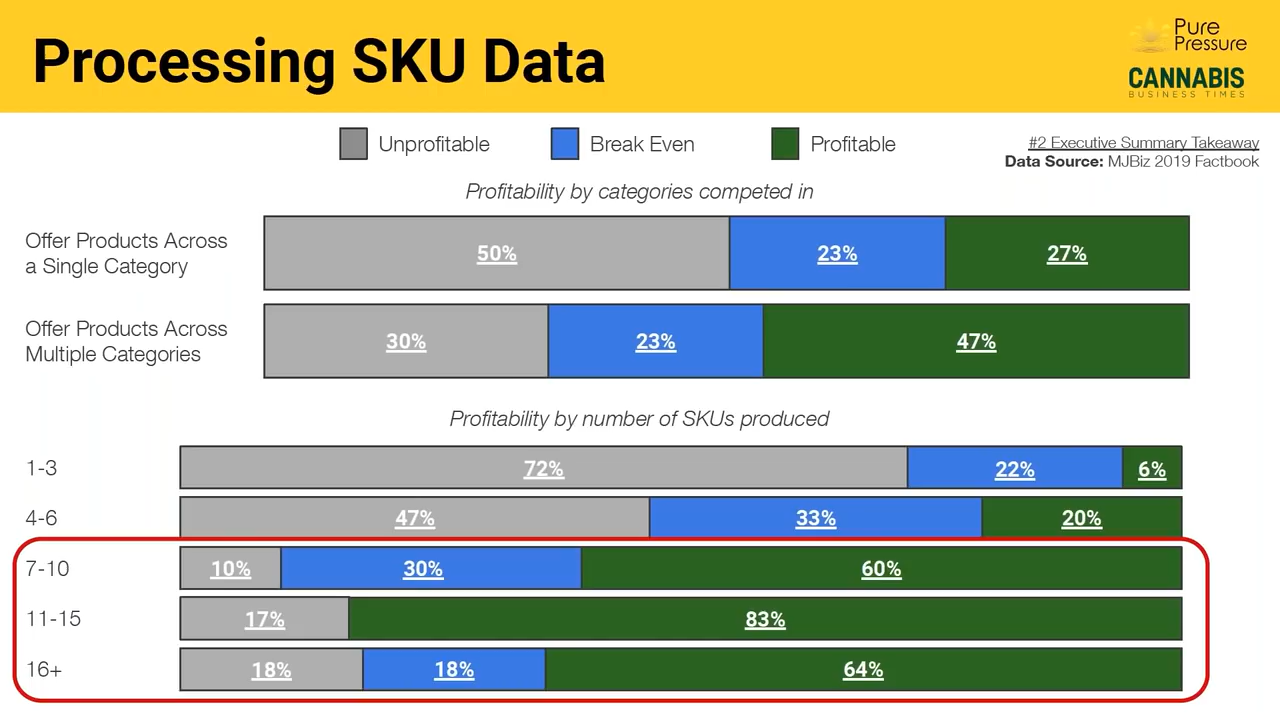 Processing SKU Data
Pure
Pressure
CANNABIS
BUSINESS TIMES
Unprofitable
Break Even
Profitable
#2 Executive Summary Takeaway
Data Source: MJBiz 2019 Factbook
Profitability by categories competed in
Offer Products Across
a Single Category
50%
23%
27%
Offer Products Across
Multiple Categories
30%
23%
47%
Profitability by number of SKUs produced
1-3
72%
22%
6%
4-6
47%
33%
20%
7-10
10%
30%
60%
11-15
17%
83%
16+
18%
18%
64%